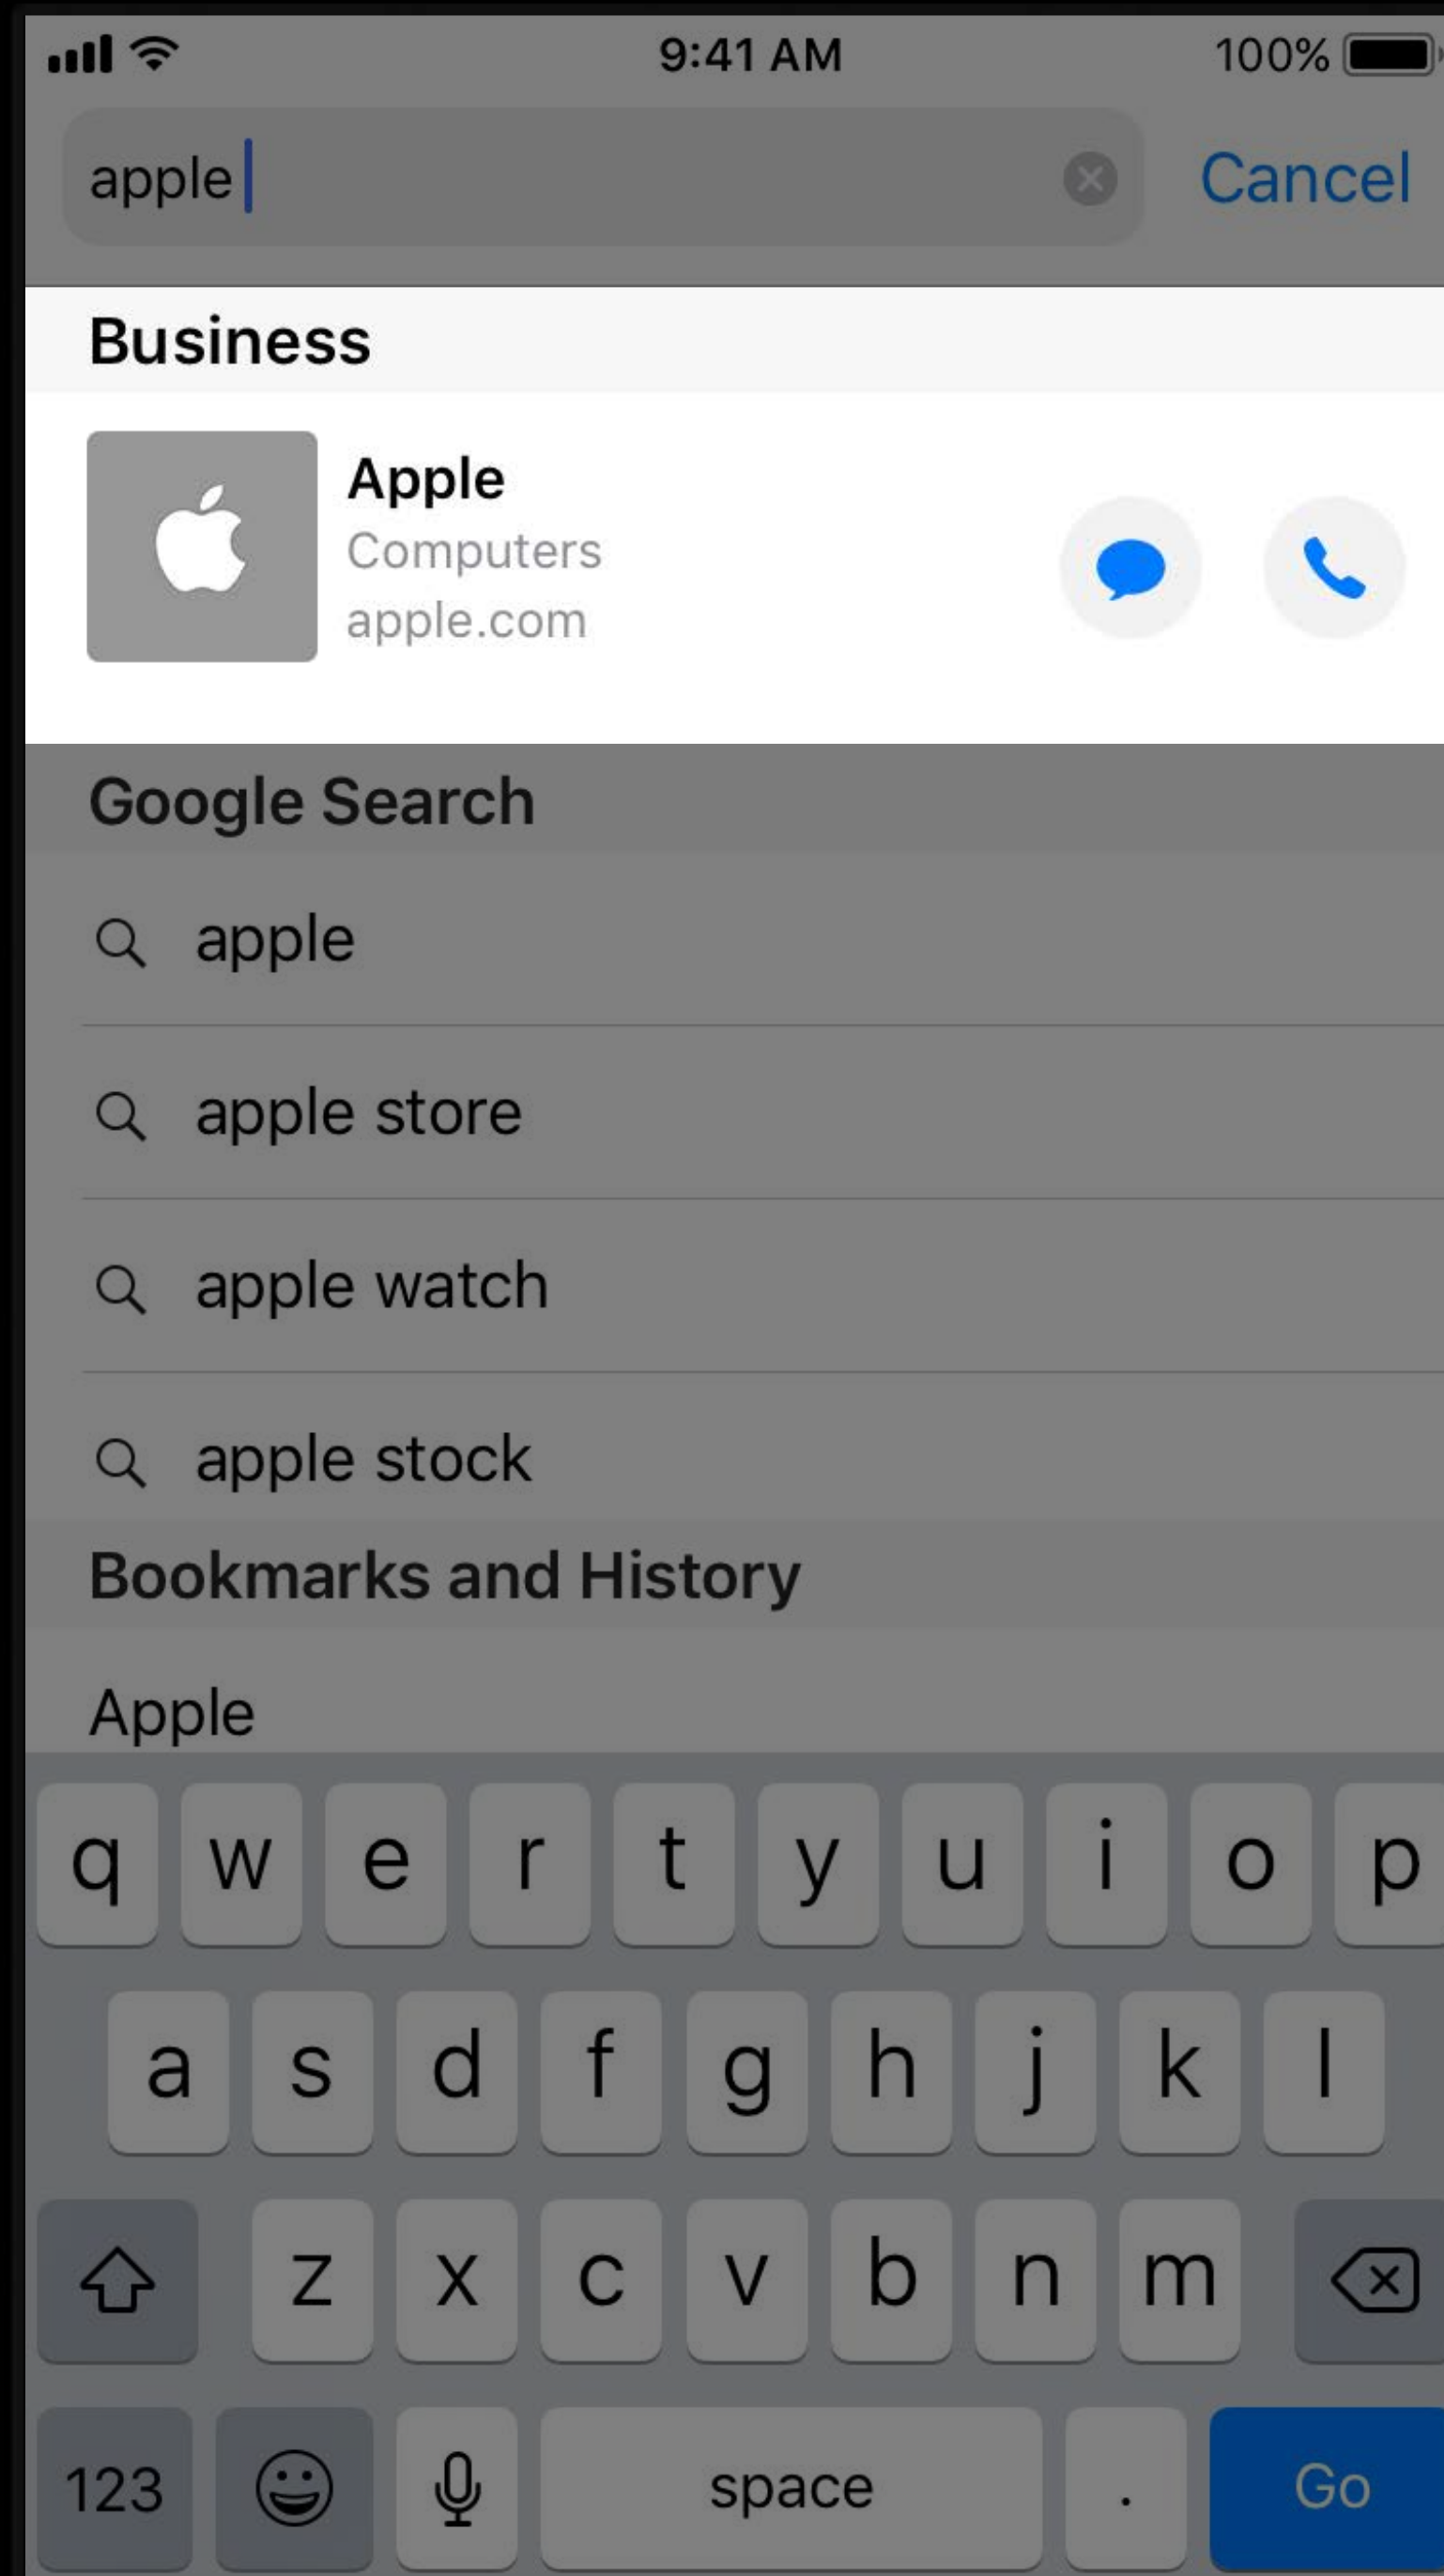 9:41 AM 100%
apple Cancel
Business
Apple
Computers
apple.com
Google Search
apple
apple store
apple watch
apple stock
Bookmarks and History
Apple
q w e r t y u i o p
a s d f g h j k l
z x c v b n m
123 space . Go